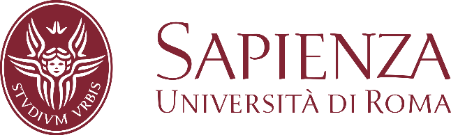 STVDIVM VRBIS
SAPIENZA
UNIVERSITÀ DI ROMA